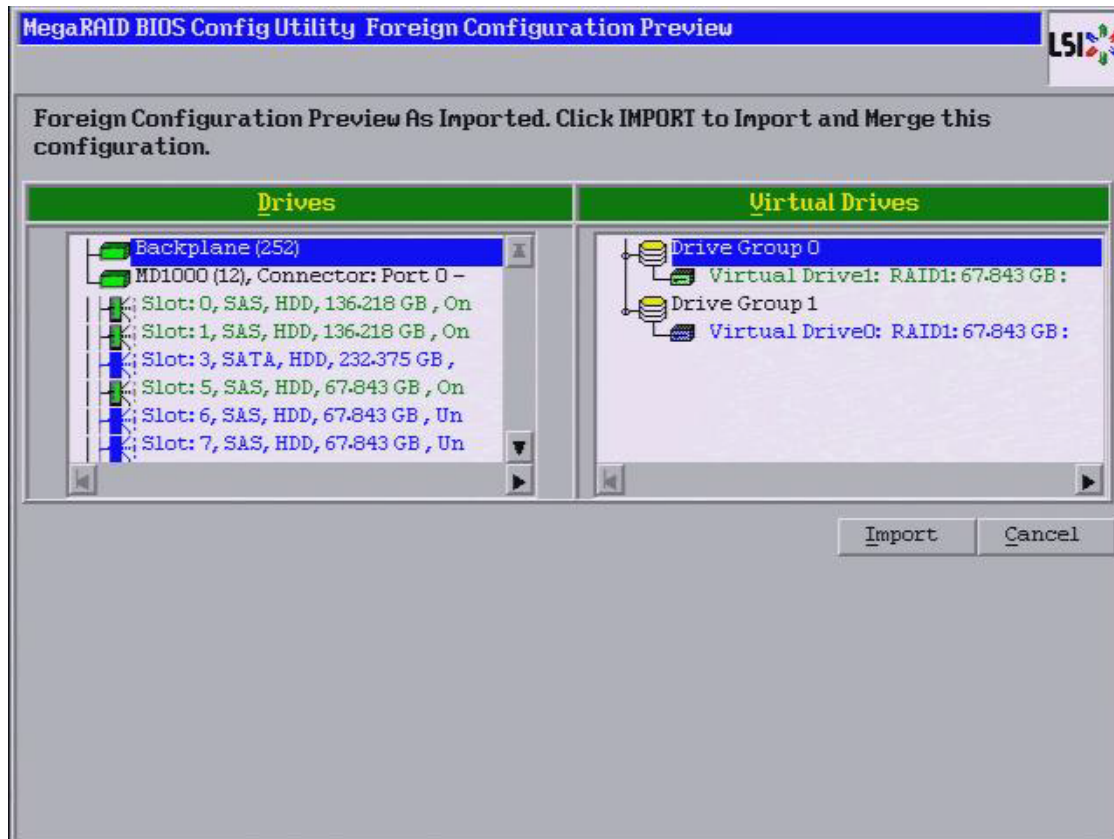 MegaRAID BIOS Config Utility Foreign Configuration Preview
LSI
Foreign Configuration Preview As Imported. Click IMPORT to Import and Merge this
configuration.
Drives
Backplane (252)
MD1000 (12), Connector: Port 0 -
Slot: 0, SAS, HDD, 136.218 GB , On
Slot: 1, SAS, HDD, 136.218 GB , On
Slot: 3, SATA, HDD, 232.375 GB ,
Slot: 5, SAS, HDD, 67.843 GB , On
Slot: 6, SAS, HDD, 67.843 GB , Un
Slot: 7, SAS, HDD, 67.843 GB , Un
Virtual Drives
Drive Group 0
Virtual Drive1: RAID1: 67.843 GB :
Drive Group 1
Virtual Drive0: RAID1: 67.843 GB :
Import
Cancel